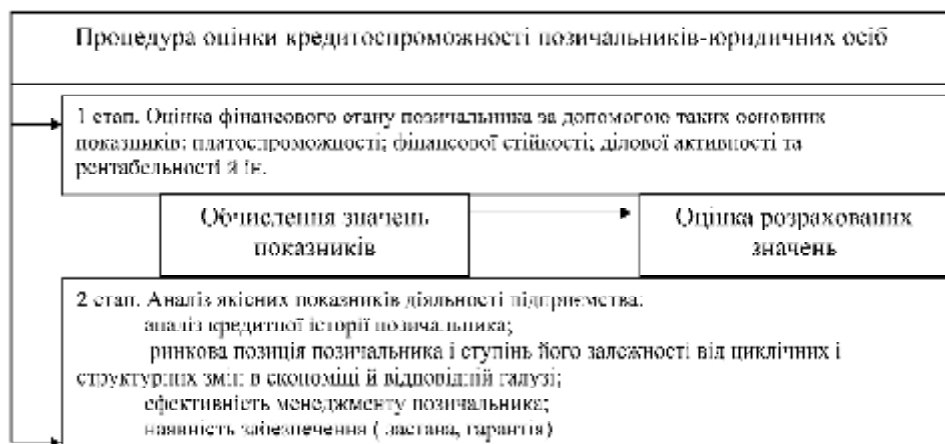 Процедура оцінки кредитоспроможності позичальників-юридичних осіб
1 етап. Оцінка фінансового стану позичальника за допомогою таких основних
показників: платоспроможності; фінансової стійкості; ділової активності та
рентабельності й ін.
Обчислення значень
показників
Оцінка розрахованих
значень
2 етап. Аналіз якісних показників діяльності підприємства:
аналіз кредитної історії позичальника;
ринкова позиція позичальника і ступінь його залежності від циклічних і
структурних змін в економіці й відповідній галузі;
ефективність менеджменту позичальника;
наявність забезпечення ( застава, гарантія)